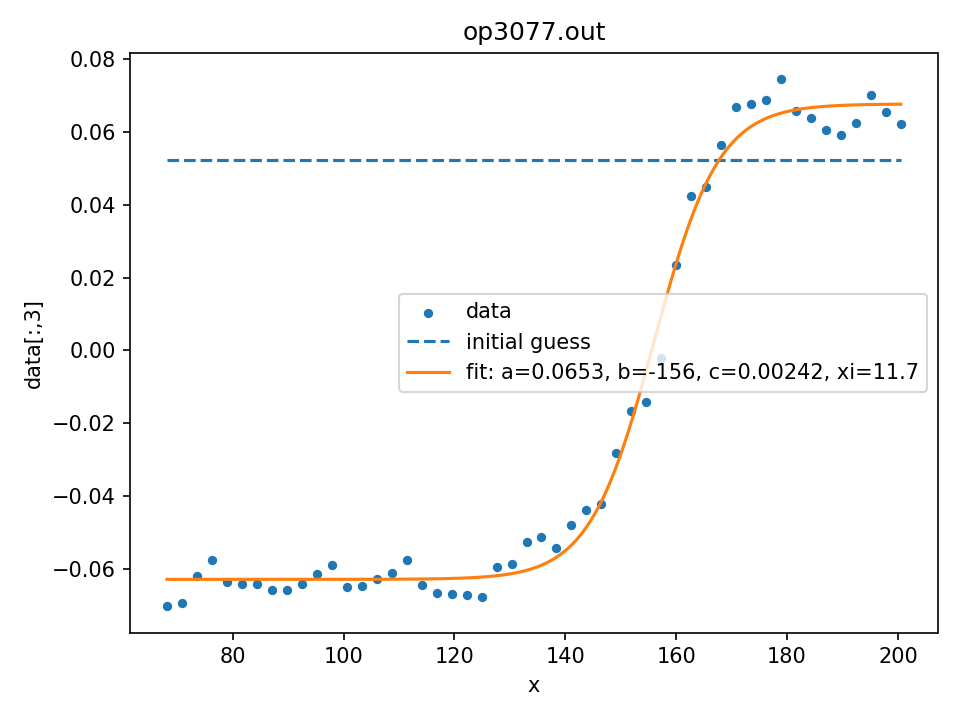 op3077.out
0.08
0.06
0.04
0.02
0.00
−0.02
−0.04
−0.06
data[:,3]
data
initial guess
fit: a=0.0653, b=-156, c=0.00242, xi=11.7
80 100 120 140 160 180 200
x